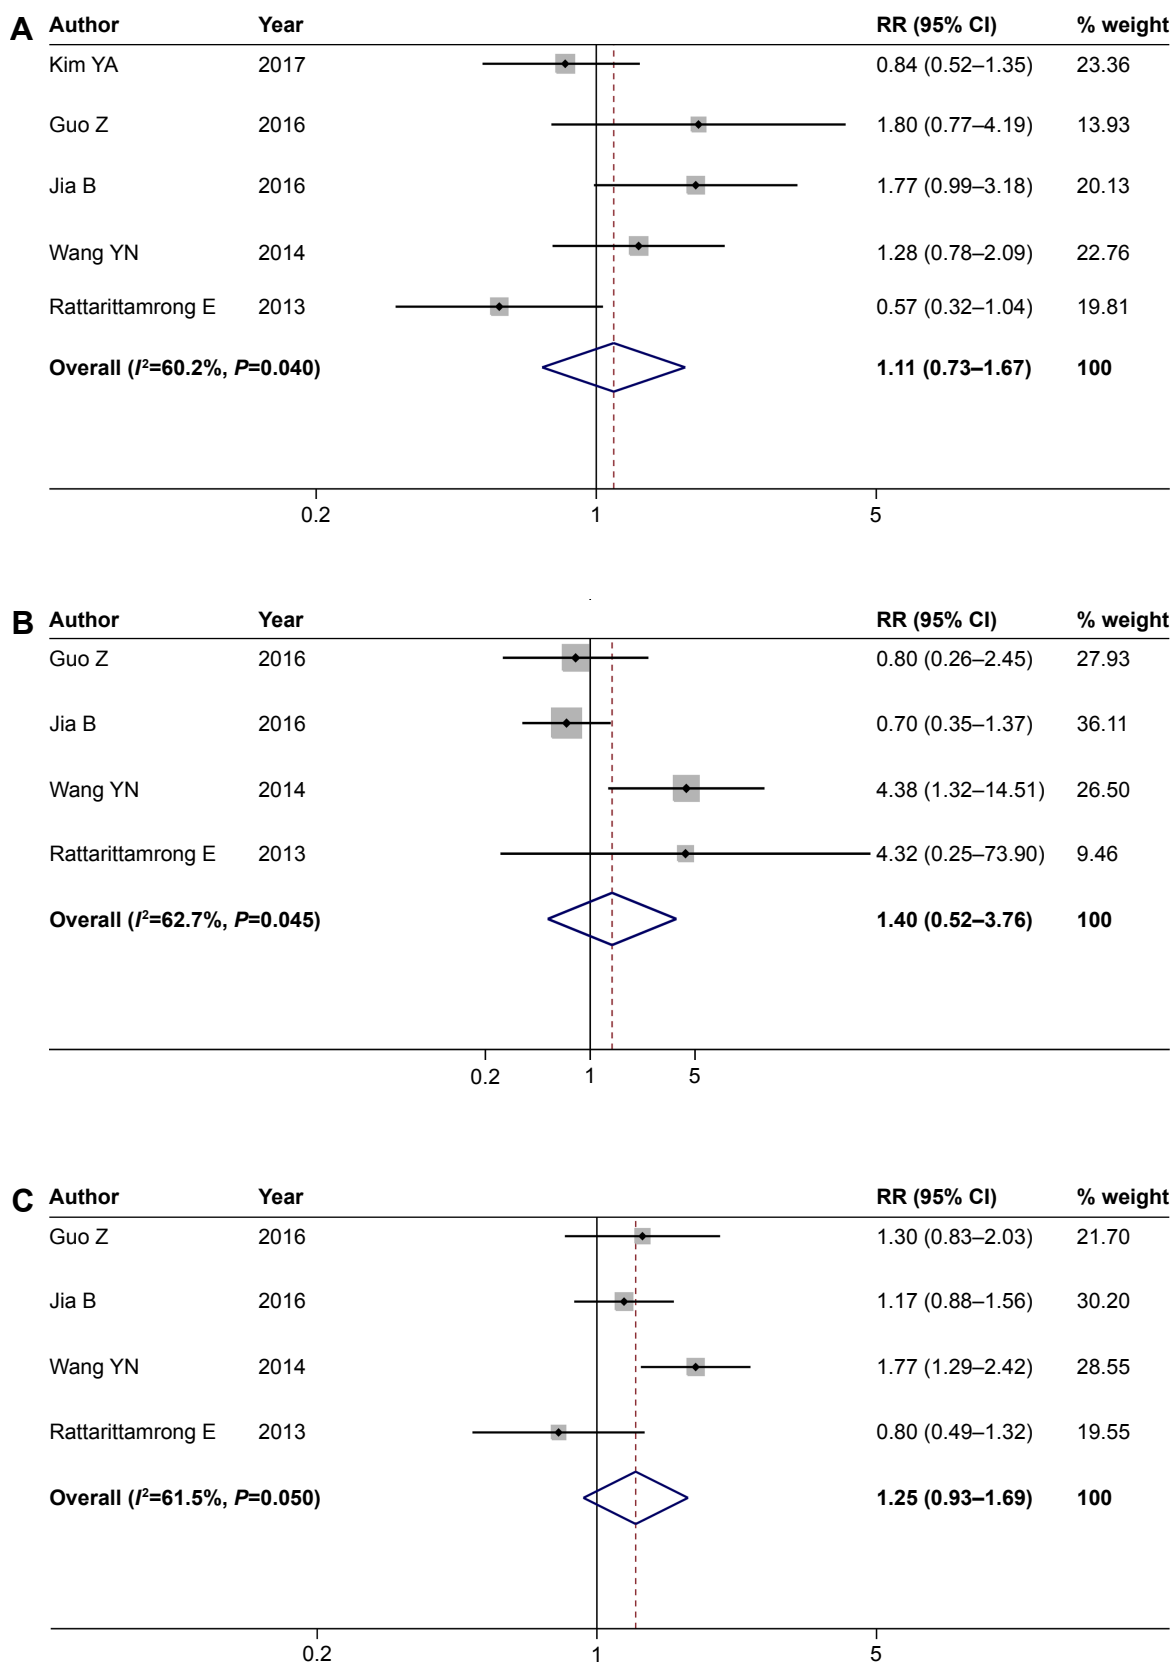 A Author Year RR (95% CI) % weight
Kim YA 2017 0.84 (0.52–1.35) 23.36
Guo Z 2016 1.80 (0.77–4.19) 13.93
Jia B 2016 1.77 (0.99–3.18) 20.13
Wang YN 2014 1.28 (0.78–2.09) 22.76
Rattarittamrong E 2013 0.57 (0.32–1.04) 19.81
Overall (I²=60.2%, P=0.040) 1.11 (0.73–1.67) 100
0.2 1 5
B Author Year RR (95% CI) % weight
Guo Z 2016 0.80 (0.26–2.45) 27.93
Jia B 2016 0.70 (0.35–1.37) 36.11
Wang YN 2014 4.38 (1.32–14.51) 26.50
Rattarittamrong E 2013 4.32 (0.25–73.90) 9.46
Overall (I²=62.7%, P=0.045) 1.40 (0.52–3.76) 100
0.2 1 5
C Author Year RR (95% CI) % weight
Guo Z 2016 1.30 (0.83–2.03) 21.70
Jia B 2016 1.17 (0.88–1.56) 30.20
Wang YN 2014 1.77 (1.29–2.42) 28.55
Rattarittamrong E 2013 0.80 (0.49–1.32) 19.55
Overall (I²=61.5%, P=0.050) 1.25 (0.93–1.69) 100
0.2 1 5